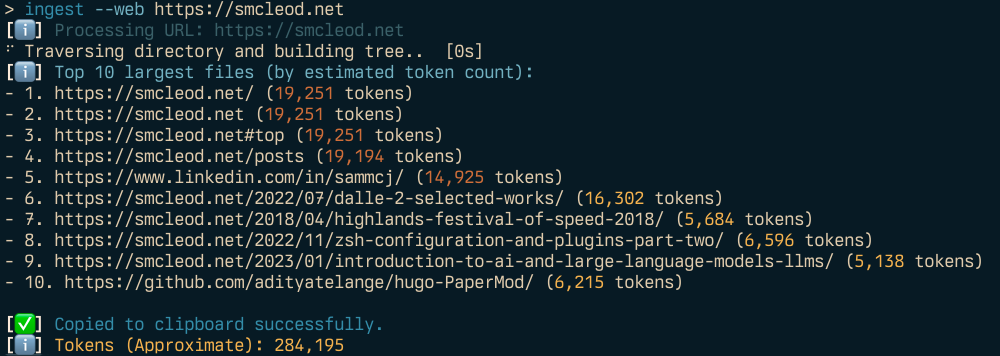 > ingest --web https://smcleod.net
[ℹ️] Processing URL: https://smcleod.net
⠋ Traversing directory and building tree.. [0s]
[ℹ️] Top 10 largest files (by estimated token count):
- 1. https://smcleod.net/ (19,251 tokens)
- 2. https://smcleod.net (19,251 tokens)
- 3. https://smcleod.net#top (19,251 tokens)
- 4. https://smcleod.net/posts (19,194 tokens)
- 5. https://www.linkedin.com/in/sammcj/ (14,925 tokens)
- 6. https://smcleod.net/2022/07/dalle-2-selected-works/ (16,302 tokens)
- 7. https://smcleod.net/2018/04/highlands-festival-of-speed-2018/ (5,684 tokens)
- 8. https://smcleod.net/2022/11/zsh-configuration-and-plugins-part-two/ (6,596 tokens)
- 9. https://smcleod.net/2023/01/introduction-to-ai-and-large-language-models-llms/ (5,138 tokens)
- 10. https://github.com/adityatelange/hugo-PaperMod/ (6,215 tokens)
[✅] Copied to clipboard successfully.
[ℹ️] Tokens (Approximate): 284,195